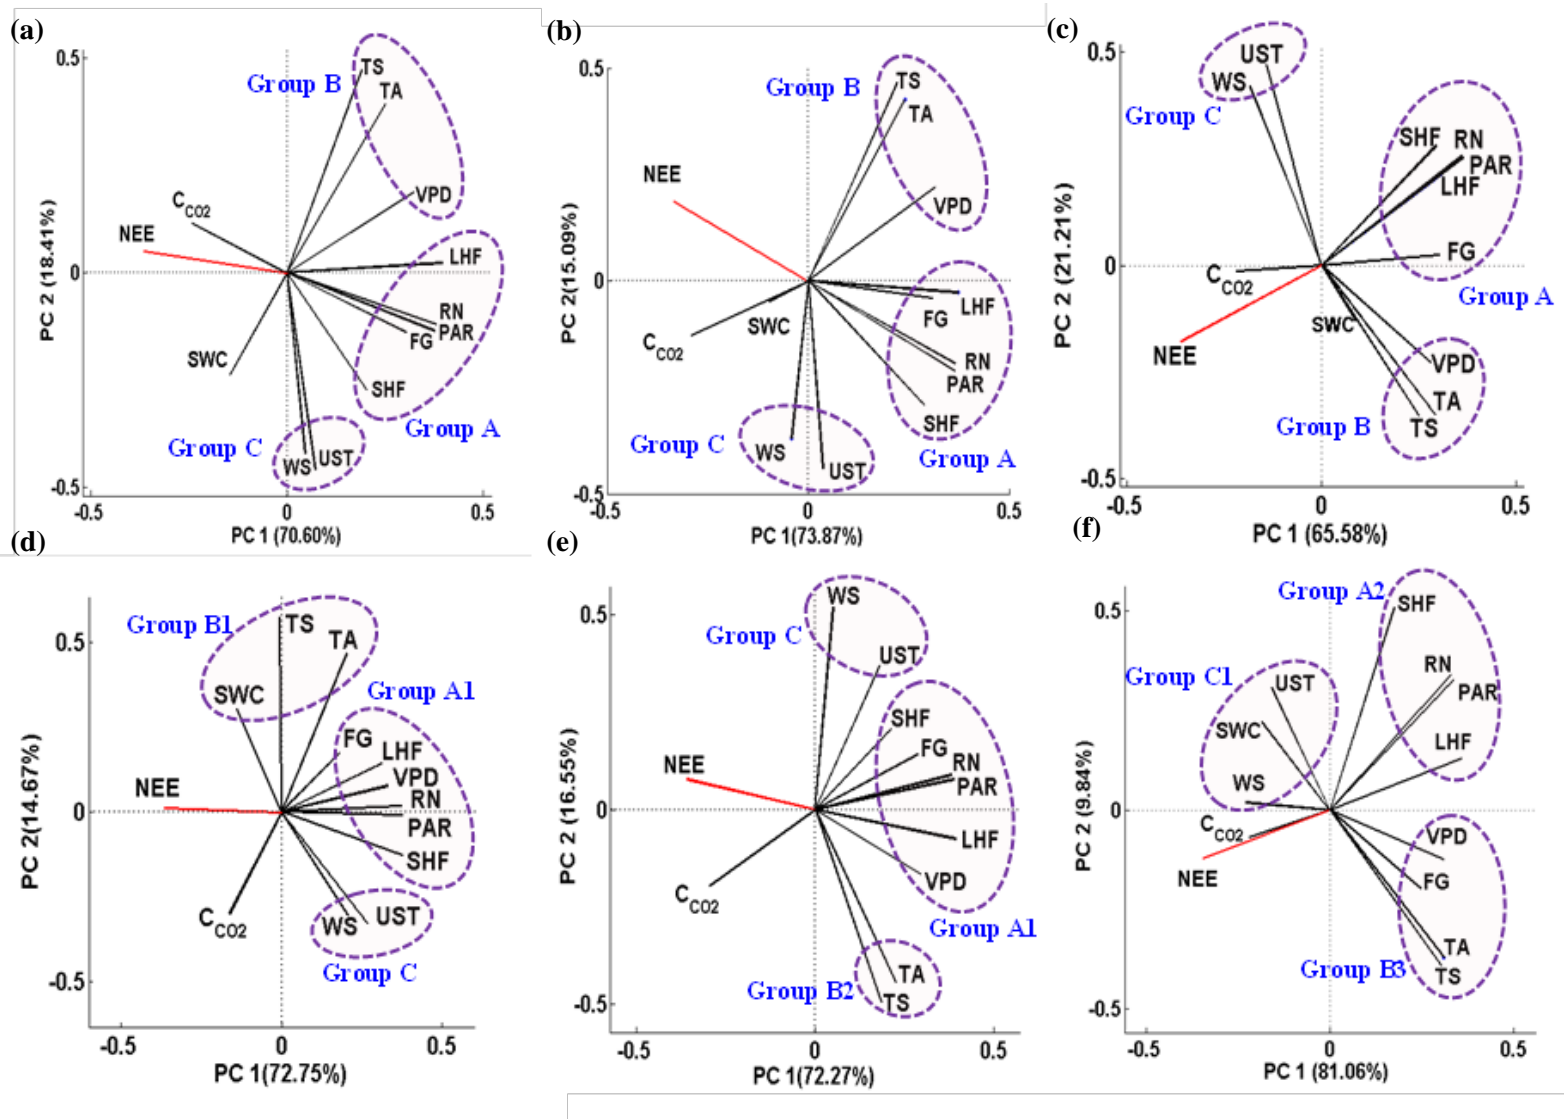 (a)
0.5
TS
Group B
TA
VPD
C_CO2
NEE
LHF
0
RN
PAR
FG
SWC
SHF
Group A
Group C
WS
UST
-0.5
-0.5
0
0.5
PC 2 (18.41%)
PC 1 (70.60%)
(b)
0.5
TS
Group B
TA
NEE
VPD
0
LHF
FG
SWC
C_CO2
RN
PAR
SHF
Group C
WS
Group A
UST
-0.5
-0.5
0
0.5
PC 2(15.09%)
PC 1(73.87%)
(c)
0.5
UST
WS
Group C
SHF
RN
PAR
LHF
FG
0
C_CO2
Group A
SWC
NEE
VPD
TA
Group B
TS
-0.5
-0.5
0
0.5
PC 2 (21.21%)
PC 1 (65.58%)
(d)
Group B1
TS
0.5
TA
SWC
Group A1
FG
LHF
VPD
NEE
RN
0
PAR
SHF
C_CO2
WS
UST
Group C
-0.5
-0.5
0
0.5
PC 2(14.67%)
PC 1(72.75%)
(e)
WS
0.5
Group C
UST
SHF
FG
NEE
RN
PAR
0
LHF
VPD
C_CO2
Group A1
TA
Group B2
TS
-0.5
-0.5
0
0.5
PC 2 (16.55%)
PC 1(72.27%)
(f)
Group A2
SHF
0.5
RN
Group C1
UST
PAR
SWC
LHF
WS
0
C_CO2
VPD
NEE
FG
TA
Group B3
TS
-0.5
-0.5
0
0.5
PC 2 (9.84%)
PC 1 (81.06%)